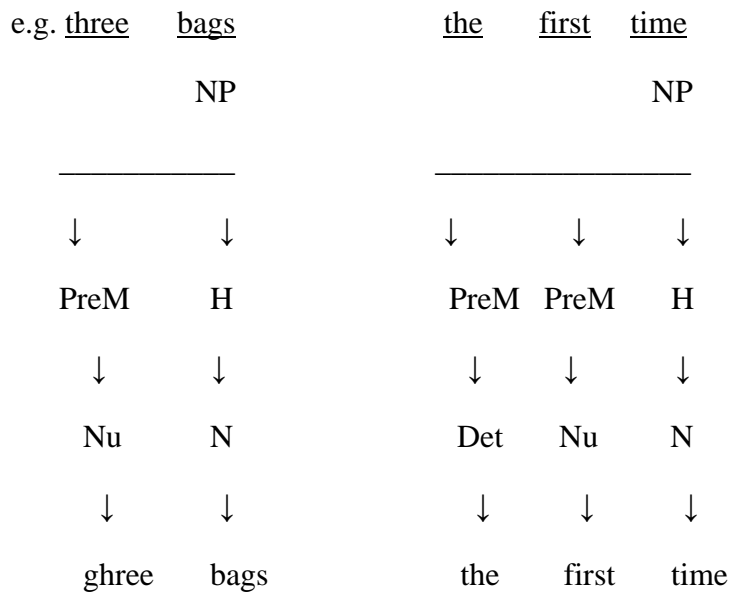 e.g. three bags the first time
NP NP
↓ ↓ ↓ ↓ ↓
PreM H PreM PreM H
↓ ↓ ↓ ↓ ↓
Nu N Det Nu N
↓ ↓ ↓ ↓ ↓
ghree bags the first time